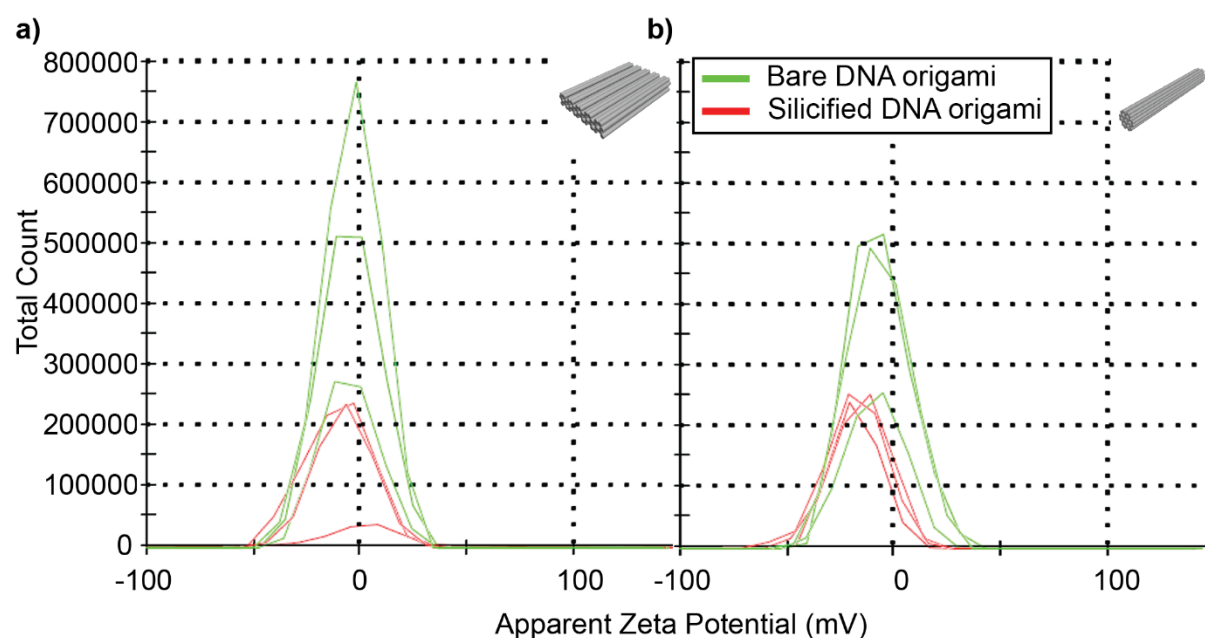 a)
b)
800000
700000
600000
500000
400000
300000
200000
100000
0
Total Count
Bare DNA origami
Silicified DNA origami
-100
0
100
-100
0
100
Apparent Zeta Potential (mV)